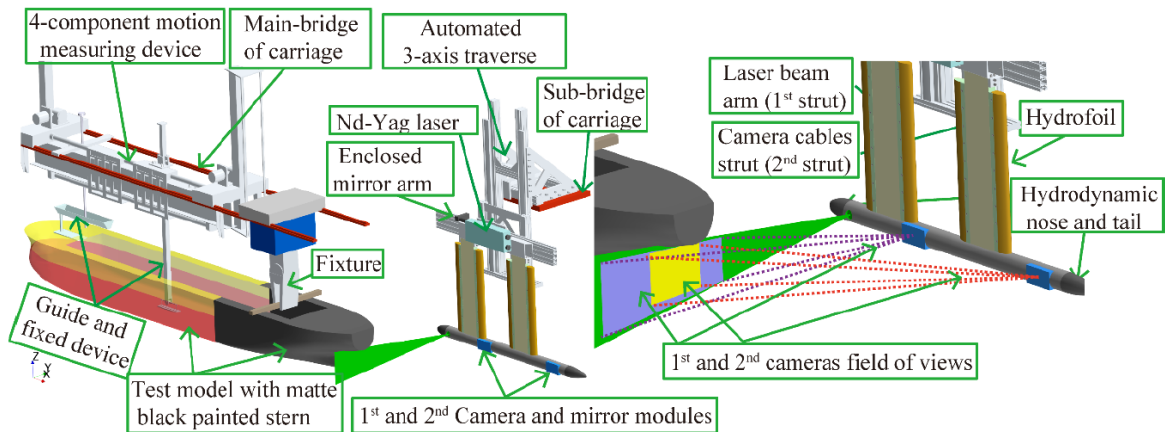 4-component motion
measuring device
Main-bridge
of carriage
Automated
3-axis traverse
Sub-bridge
of carriage
Nd-Yag laser
Enclosed
mirror arm
Fixture
Guide and
fixed device
Test model with matte
black painted stern
1st and 2nd Camera and mirror modules
Z
Y
X
Laser beam
arm (1st strut)
Camera cables
strut (2nd strut)
Hydrofoil
Hydrodynamic
nose and tail
1st and 2nd cameras field of views